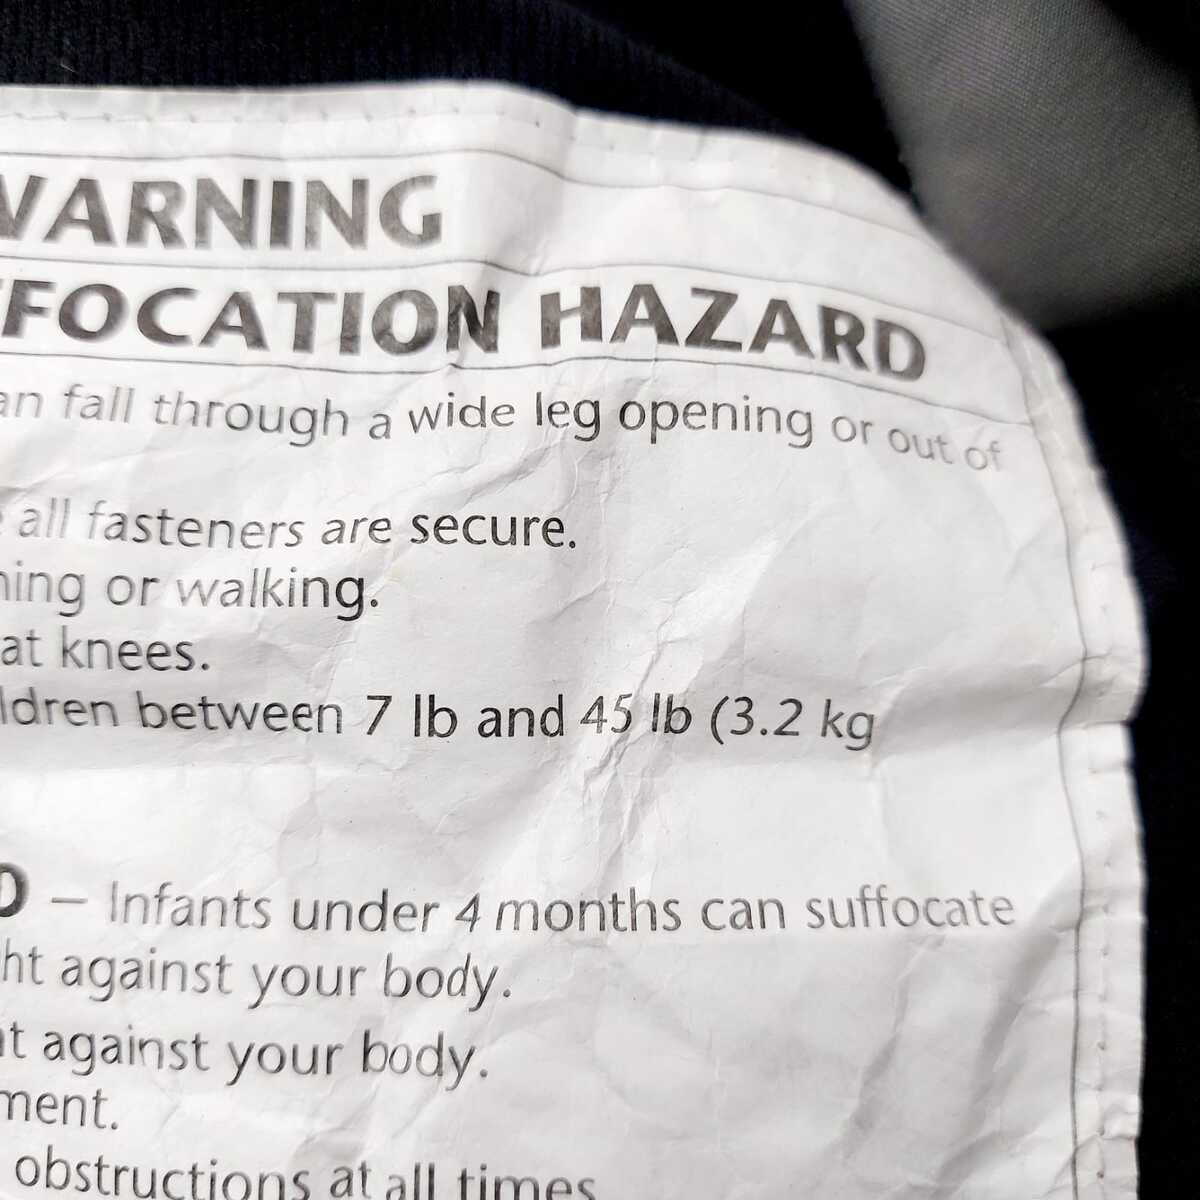 WARNING
FFOCATION HAZARD
an fall through a wide leg opening or out of
all fasteners are secure.
ning or walking.
at knees.
ldren between 7 lb and 45 lb (3.2 kg
D – Infants under 4 months can suffocate
ht against your body.
t against your body.
ment.
obstructions at all times